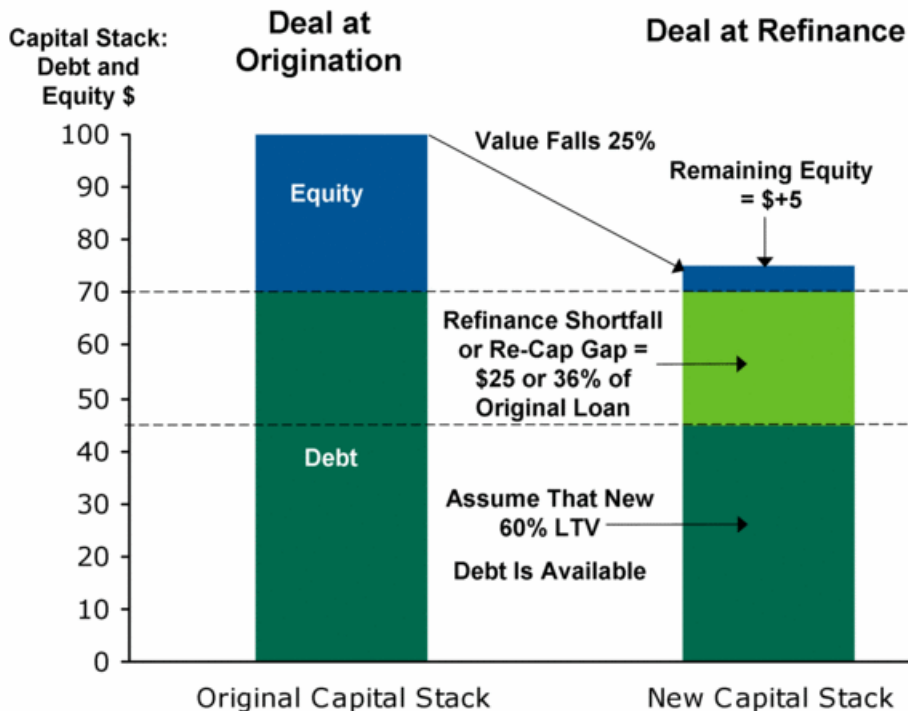 Capital Stack:
Debt and
Equity $
Deal at
Origination
Deal at Refinance
100
90
80
70
60
50
40
30
20
10
0
Equity
Debt
Value Falls 25%
Remaining Equity
= $+5
Refinance Shortfall
or Re-Cap Gap =
$25 or 36% of
Original Loan
Assume That New
60% LTV
Debt Is Available
Original Capital Stack
New Capital Stack